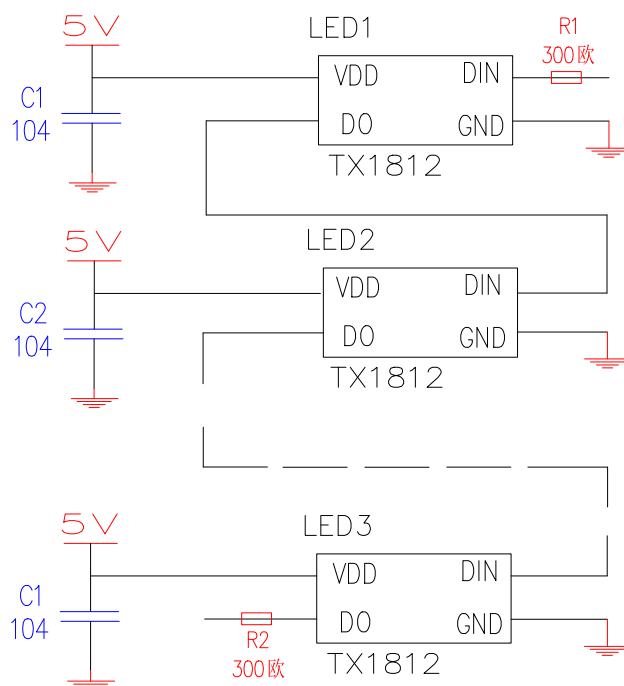 5V
LED1
R1
300欧
C1
104
VDD
DIN
DO
GND
TX1812
5V
LED2
C2
104
VDD
DIN
DO
GND
TX1812
5V
LED3
C1
104
VDD
DIN
DO
GND
R2
300欧
TX1812